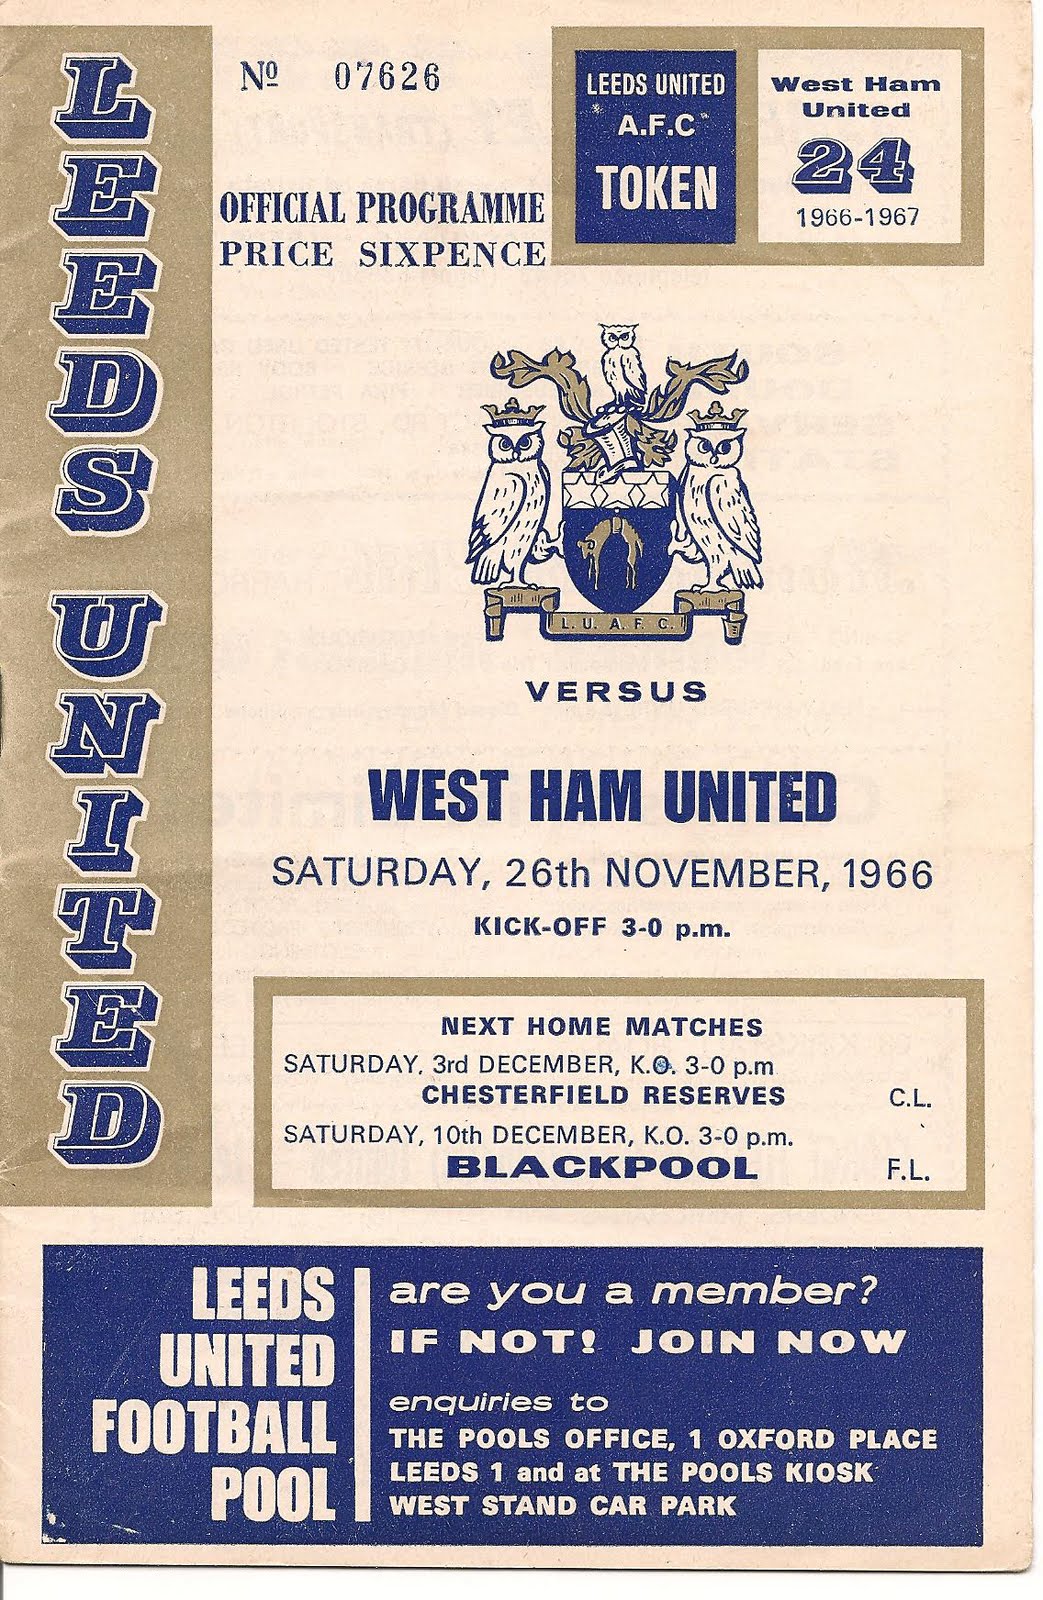 LEEDS UNITED
Nº 07626
OFFICIAL PROGRAMME
PRICE SIXPENCE
LEEDS UNITED
A.F.C
TOKEN
West Ham
United
24
1966-1967
L. U. A. F. C.
VERSUS
WEST HAM UNITED
SATURDAY, 26th NOVEMBER, 1966
KICK-OFF 3-0 p.m.
NEXT HOME MATCHES
SATURDAY, 3rd DECEMBER, K.O. 3-0 p.m
CHESTERFIELD RESERVES C.L.
SATURDAY, 10th DECEMBER, K.O. 3-0 p.m.
BLACKPOOL F.L.
LEEDS
UNITED
FOOTBALL
POOL
are you a member?
IF NOT! JOIN NOW
enquiries to
THE POOLS OFFICE, 1 OXFORD PLACE
LEEDS 1 and at THE POOLS KIOSK
WEST STAND CAR PARK